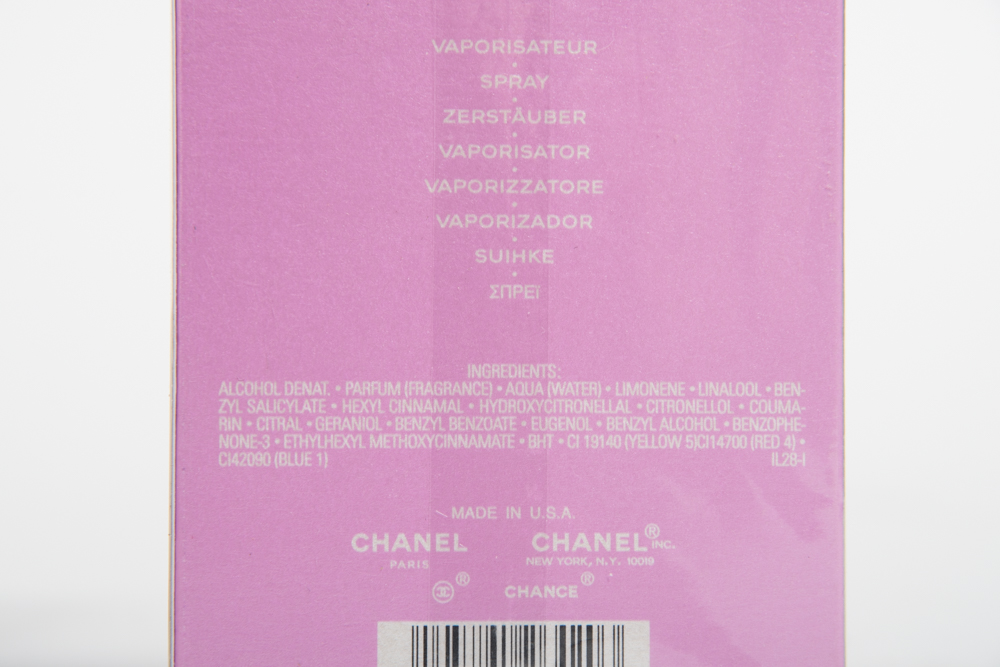 VAPORISATEUR
•
SPRAY
•
ZERSTÄUBER
•
VAPORISATOR
•
VAPORIZZATORE
•
VAPORIZADOR
•
SUIHKE
•
ΣΠΡΕΪ
INGREDIENTS:
ALCOHOL DENAT. • PARFUM (FRAGRANCE) • AQUA (WATER) • LIMONENE • LINALOOL • BEN-
ZYL SALICYLATE • HEXYL CINNAMAL • HYDROXYCITRONELLAL • CITRONELLOL • COUMA-
RIN • CITRAL • GERANIOL • BENZYL BENZOATE • EUGENOL • BENZYL ALCOHOL • BENZOPHE-
NONE-3 • ETHYLHEXYL METHOXYCINNAMATE • BHT • CI 19140 (YELLOW 5)CI14700 (RED 4) •
CI42090 (BLUE 1) IL28-I
MADE IN U.S.A.
CHANEL CHANEL® INC.
PARIS NEW YORK, N.Y. 10019
® CHANCE®